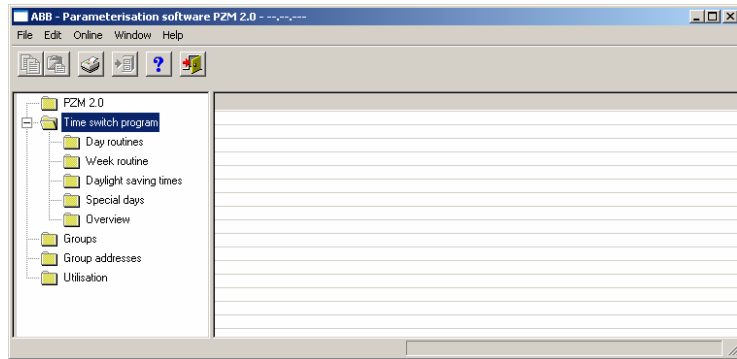 ABB - Parameterisation software PZM 2.0 - --,--,---
File Edit Online Window Help
?
PZM 2.0
Time switch program
Day routines
Week routine
Daylight saving times
Special days
Overview
Groups
Group addresses
Utilisation